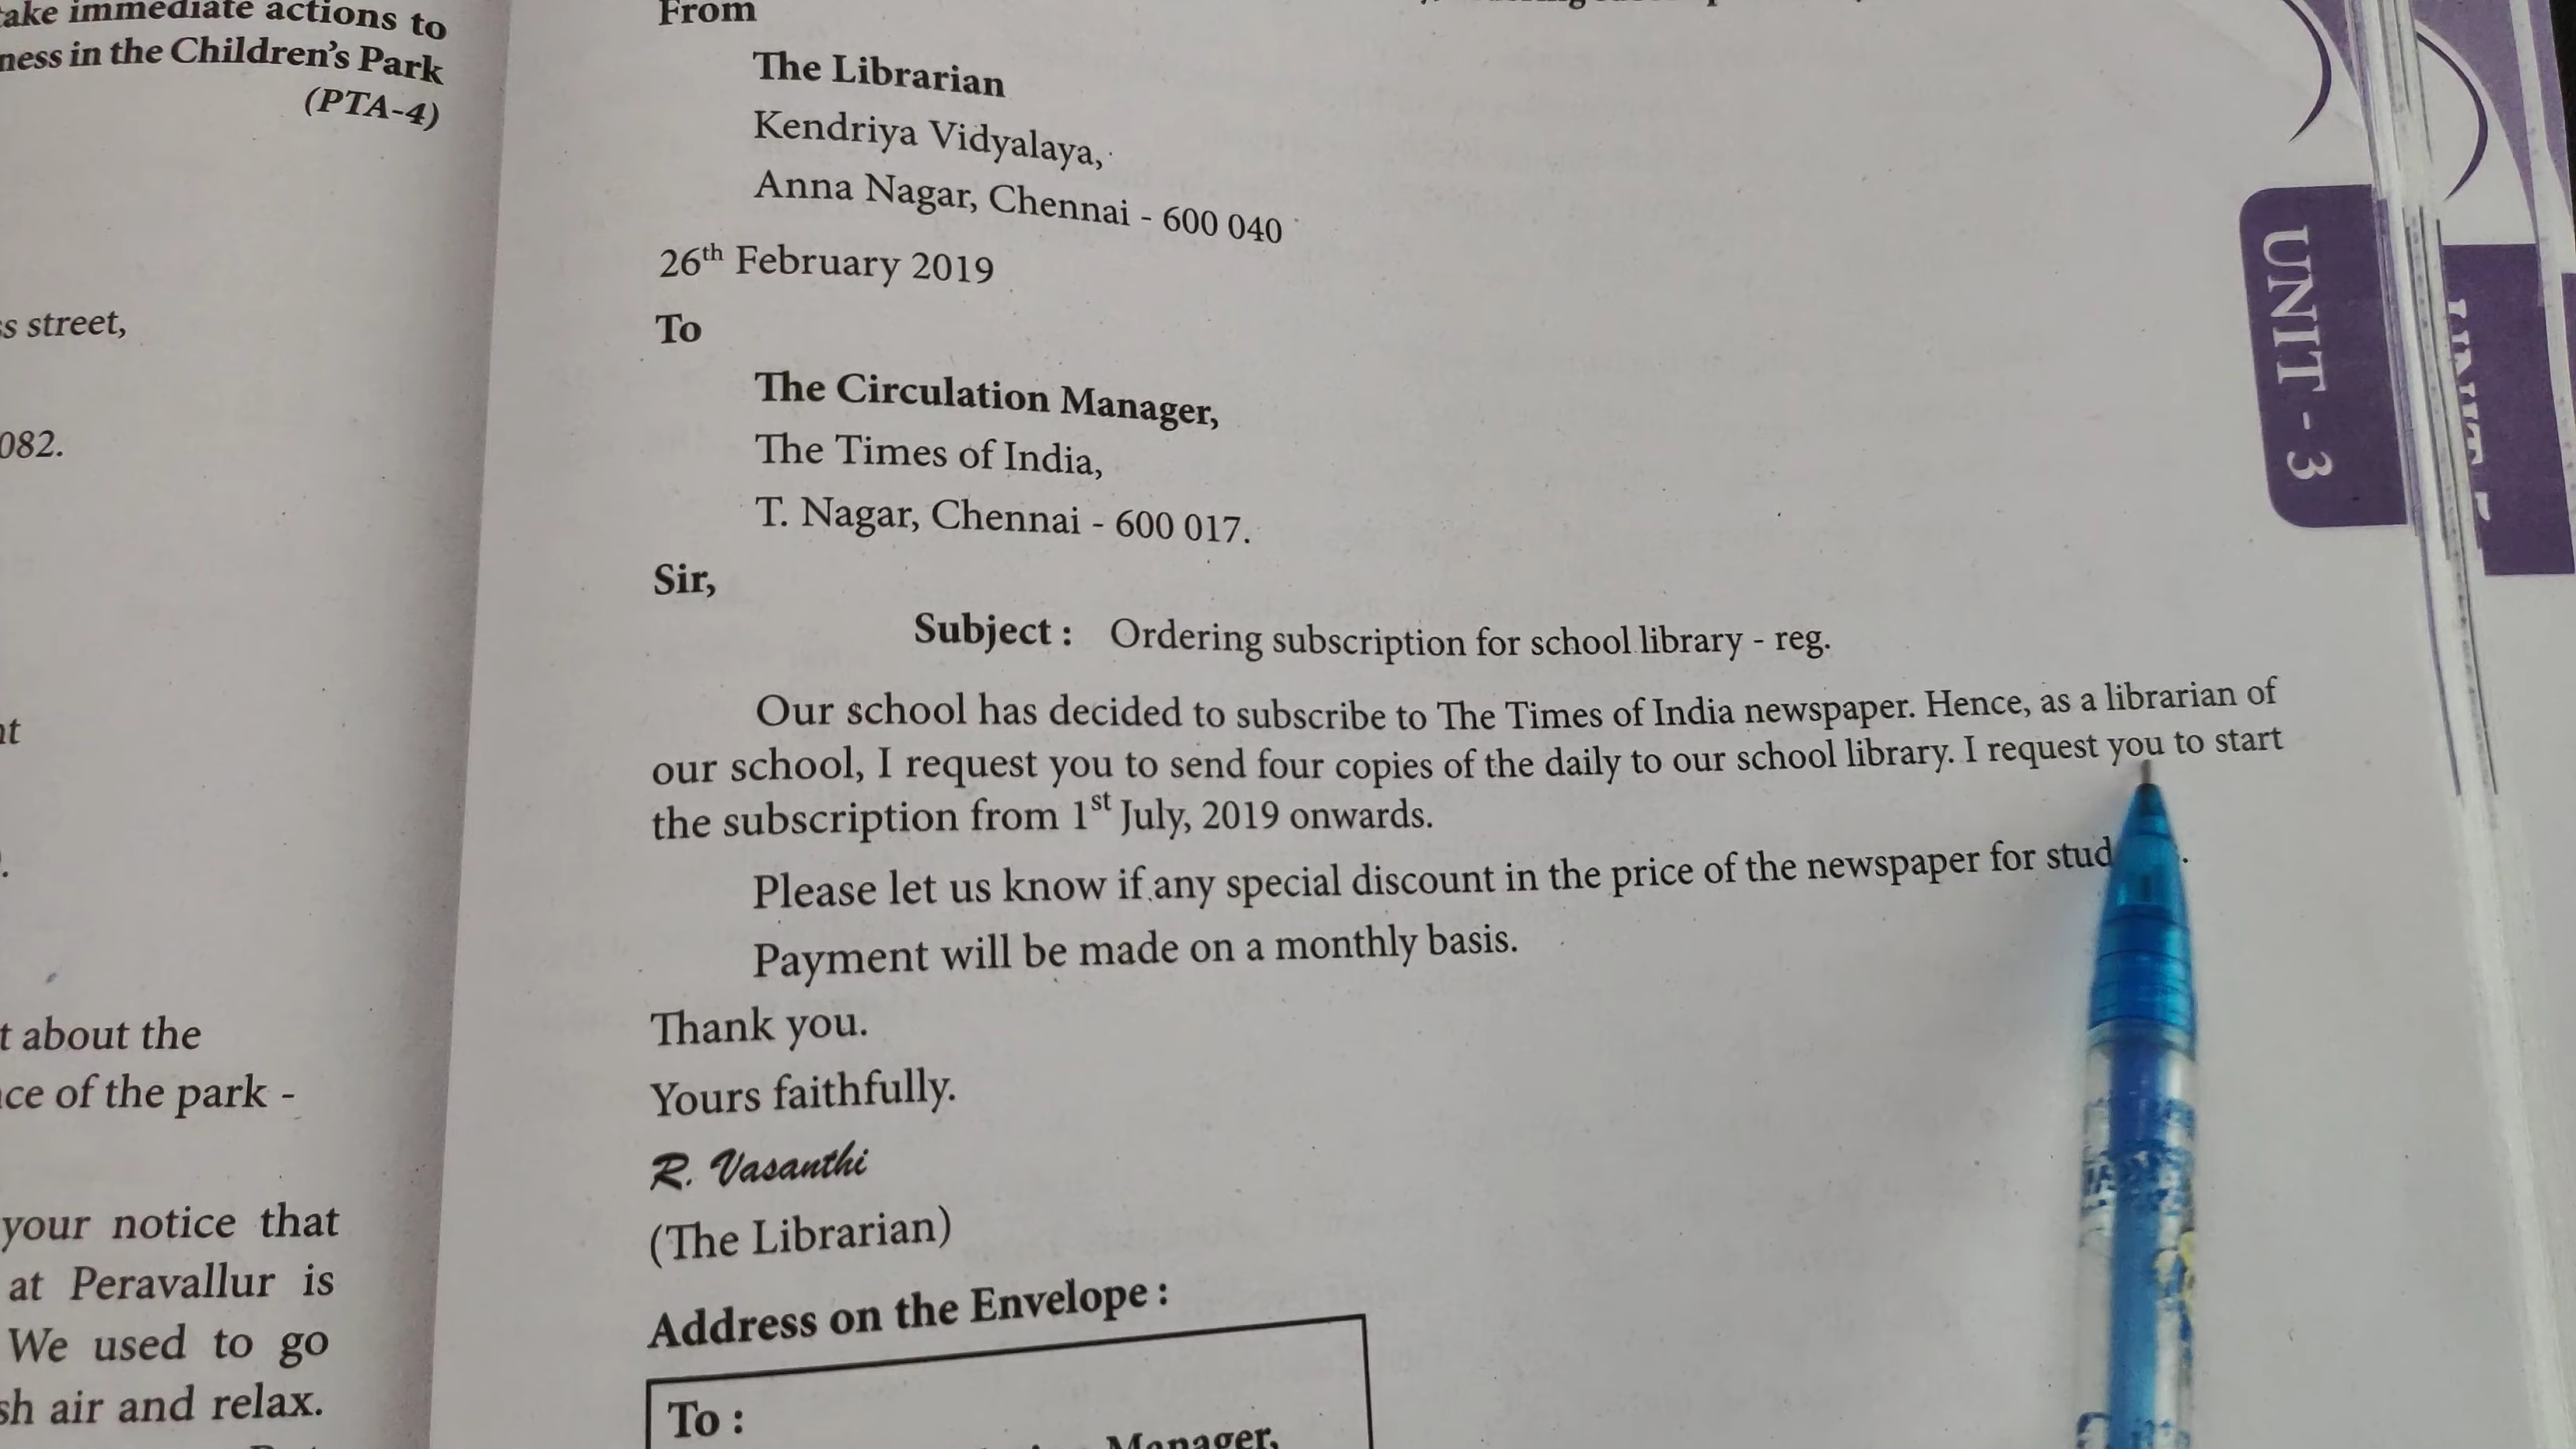 immediate actions to
in the Children's Park
(PTA-4)
street,
082.
about the
of the park -
your notice that
at Peravallur is
We used to go
air and relax.
From
The Librarian
Kendriya Vidyalaya,
Anna Nagar, Chennai - 600 040
26th February 2019
To
The Circulation Manager,
The Times of India,
T. Nagar, Chennai - 600 017.
Sir,
Subject : Ordering subscription for school library - reg.
Our school has decided to subscribe to The Times of India newspaper. Hence, as a librarian of
our school, I request you to send four copies of the daily to our school library. I request you to start
the subscription from 1st July, 2019 onwards.
Please let us know if any special discount in the price of the newspaper for
Payment will be made on a monthly basis.
Thank you.
Yours faithfully.
R. Vasanthi
(The Librarian)
Address on the Envelope :
To :
Manager,
UNIT - 3